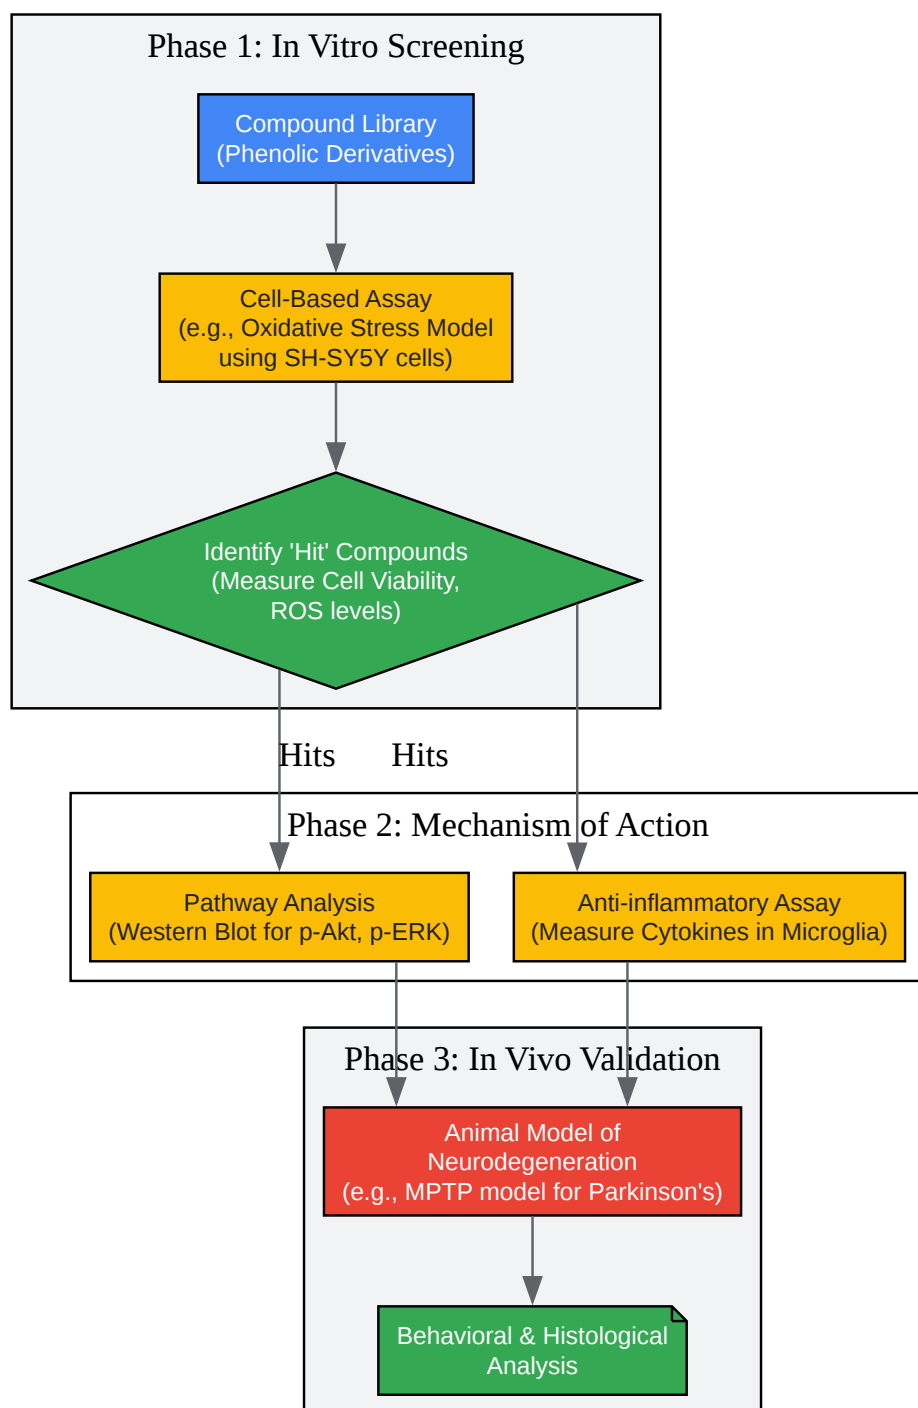 Phase 1: In Vitro Screening
Compound Library
(Phenolic Derivatives)
Cell-Based Assay
(e.g., Oxidative Stress Model
using SH-SY5Y cells)
Identify 'Hit' Compounds
(Measure Cell Viability,
ROS levels)
Hits
Hits
Phase 2: Mechanism of Action
Pathway Analysis
(Western Blot for p-Akt, p-ERK)
Anti-inflammatory Assay
(Measure Cytokines in Microglia)
Phase 3: In Vivo Validation
Animal Model of
Neurodegeneration
(e.g., MPTP model for Parkinson's)
Behavioral & Histological
Analysis